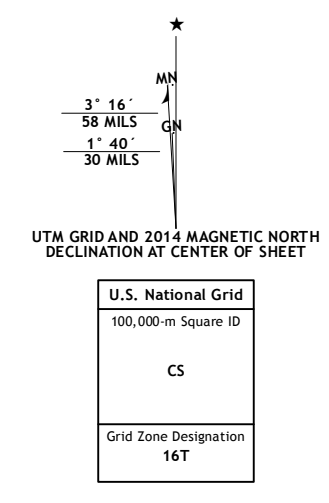 ★
MN
3° 16´
58 MILS
GN
1° 40´
30 MILS
UTM GRID AND 2014 MAGNETIC NORTH
DECLINATION AT CENTER OF SHEET
U.S. National Grid
100,000-m Square ID
CS
Grid Zone Designation
16T